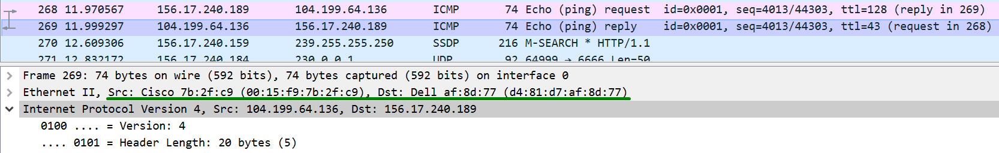 268 11.970567 156.17.240.189 104.199.64.136 ICMP 74 Echo (ping) request id=0x0001, seq=4013/44303, ttl=128 (reply in 269)
269 11.999297 104.199.64.136 156.17.240.189 ICMP 74 Echo (ping) reply id=0x0001, seq=4013/44303, ttl=43 (request in 268)
270 12.609306 156.17.240.159 239.255.255.250 SSDP 216 M-SEARCH * HTTP/1.1
271 12.832172 156.17.240.184 230.0.0.1 UDP 92 64999 → 6666 Len=50
Frame 269: 74 bytes on wire (592 bits), 74 bytes captured (592 bits) on interface 0
Ethernet II, Src: Cisco 7b:2f:c9 (00:15:f9:7b:2f:c9), Dst: Dell af:8d:77 (d4:81:d7:af:8d:77)
Internet Protocol Version 4, Src: 104.199.64.136, Dst: 156.17.240.189
0100 .... = Version: 4
.... 0101 = Header Length: 20 bytes (5)